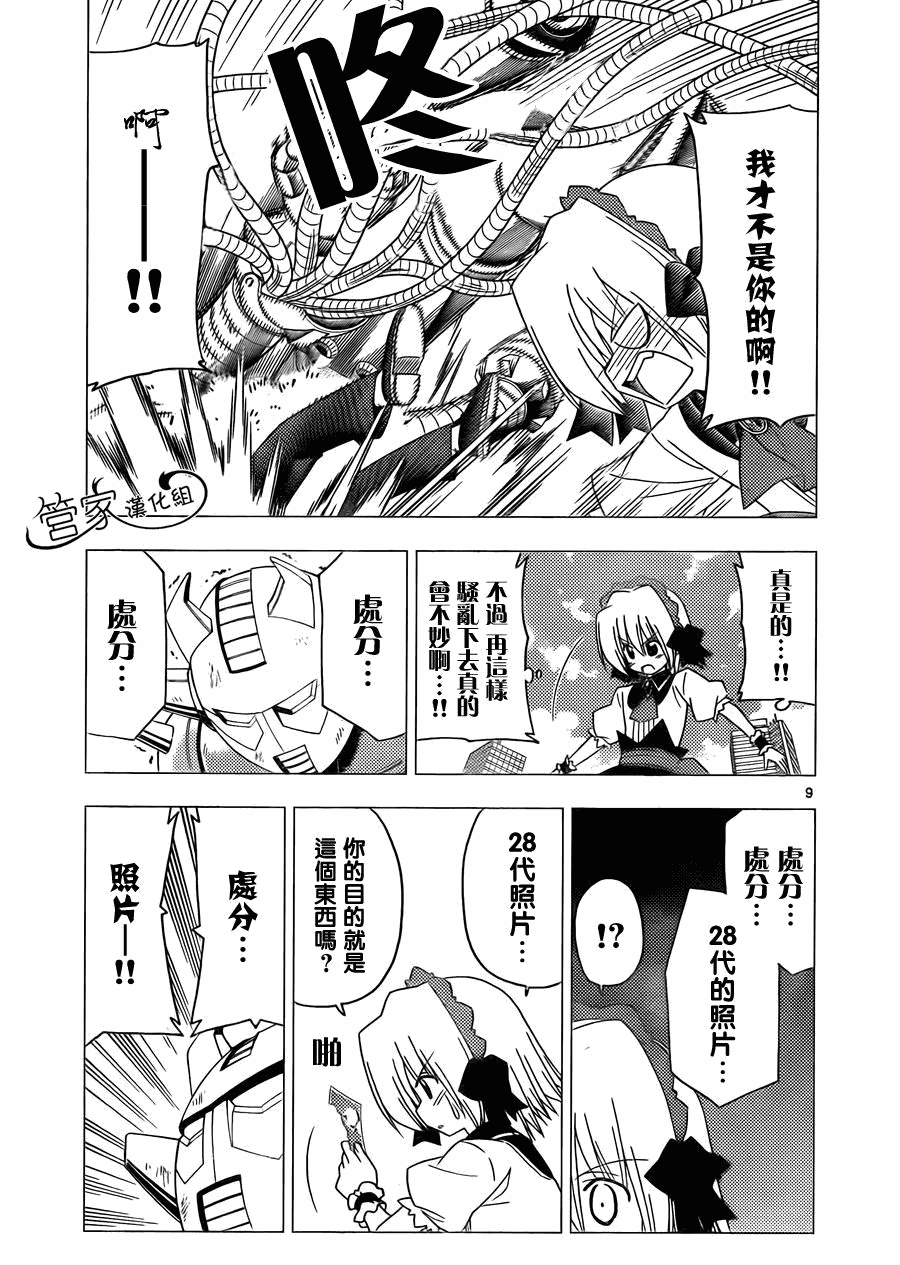 我才不是你的啊!!
咚
啊——!!
管家漢化組
真是的…!!
不過 再這樣
騷亂下去真的
會不妙啊…!!
處分…
處分…
9
處分…
處分…
28代的照片…
!?
28代照片…
你的目的就是
這個東西嗎?
啪
處分…
照片—!!